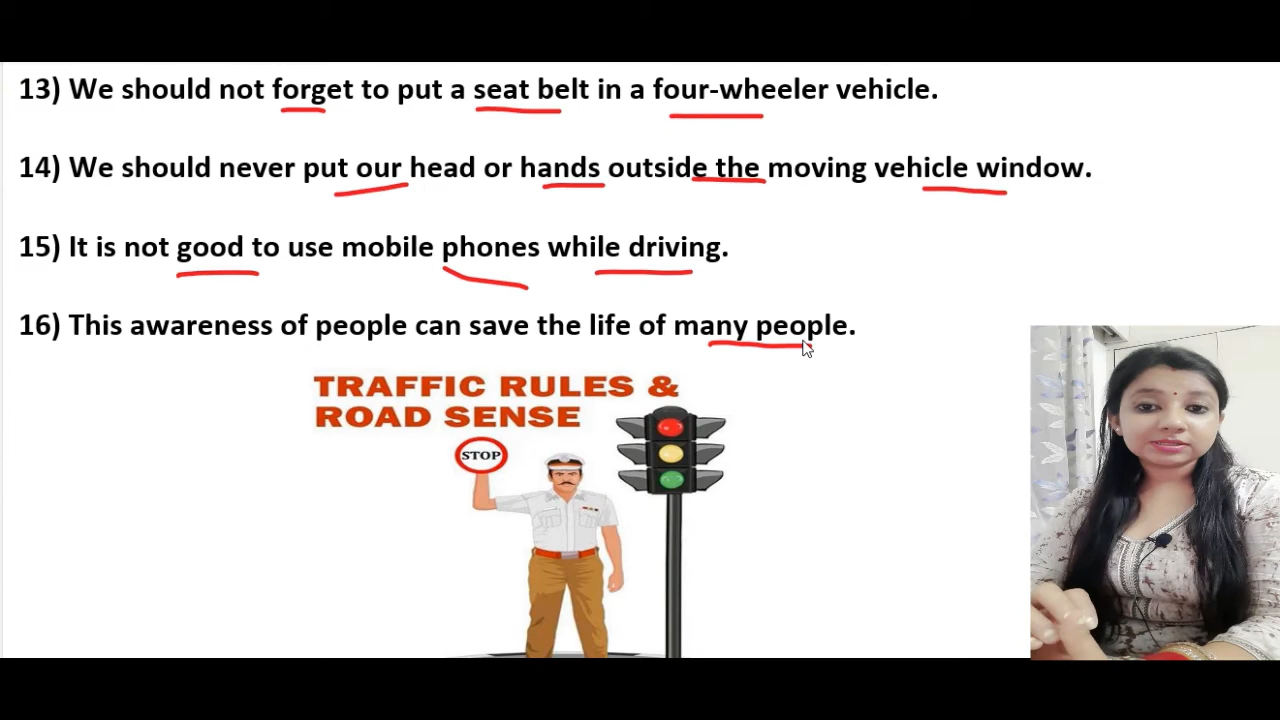 13) We should not forget to put a seat belt in a four-wheeler vehicle.
14) We should never put our head or hands outside the moving vehicle window.
15) It is not good to use mobile phones while driving.
16) This awareness of people can save the life of many people.
TRAFFIC RULES &
ROAD SENSE
STOP